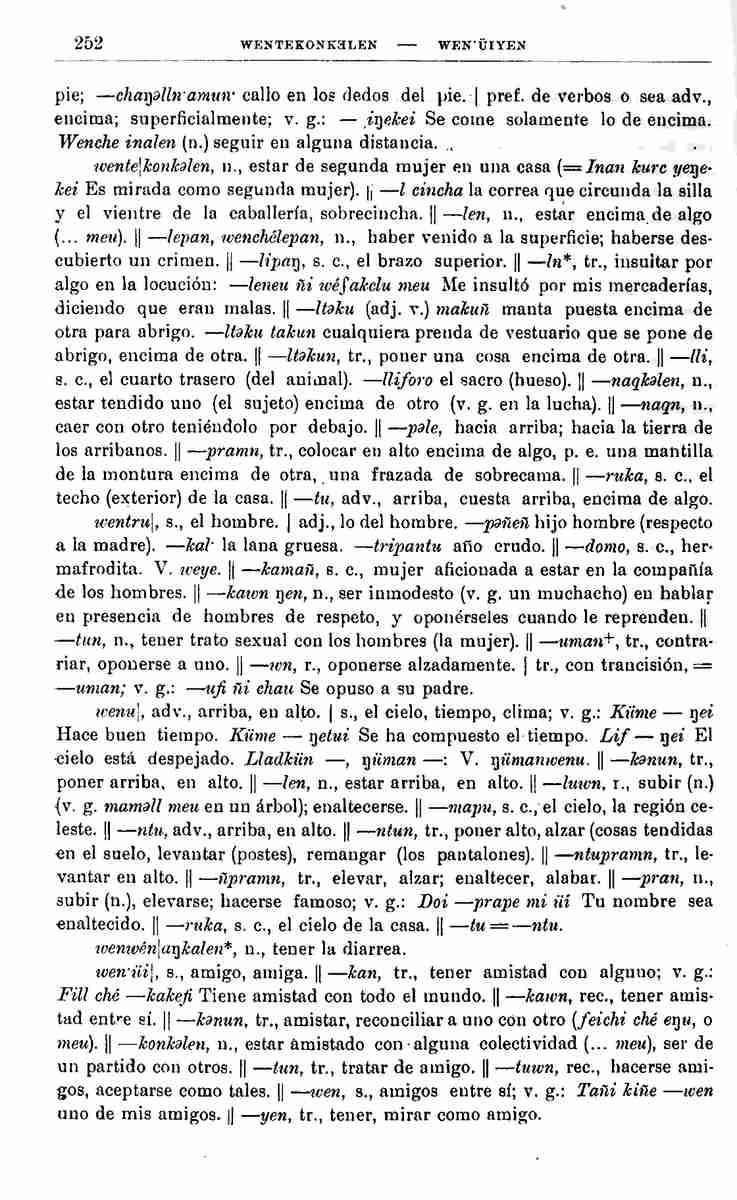 252 WENTEKONKƏLEN — WEN·ÜIYEN
pie; —chaŋəlln·amun· callo en los dedos del pie. | pref. de verbos o sea adv.,
encima; superficialmente; v. g.: — iŋekei Se come solamente lo de encima.
Wenche inalen (n.) seguir en alguna distancia.
wente|konkəlen, n., estar de segunda mujer en una casa (=Inan kure yeŋe-
kei Es mirada como segunda mujer). || —l cincha la correa que circunda la silla
y el vientre de la caballería, sobrecincha. || —len, n., estar encima de algo
(... meu). || —lepan, wenchélepan, n., haber venido a la superficie; haberse des-
cubierto un crimen. || —lipaŋ, s. c., el brazo superior. || —ln*, tr., insultar por
algo en la locución: —leneu ñi wéʃakelu meu Me insultó por mis mercaderías,
diciendo que eran malas. || —ltəku (adj. v.) makuñ manta puesta encima de
otra para abrigo. —ltəku takun cualquiera prenda de vestuario que se pone de
abrigo, encima de otra. || —ltəkun, tr., poner una cosa encima de otra. || —lli,
s. c., el cuarto trasero (del animal). —lliforo el sacro (hueso). || —naqkəlen, n.,
estar tendido uno (el sujeto) encima de otro (v. g. en la lucha). || —naqn, n.,
caer con otro teniéndolo por debajo. || —pəle, hacia arriba; hacia la tierra de
los arribanos. || —pramn, tr., colocar en alto encima de algo, p. e. una mantilla
de la montura encima de otra, una frazada de sobrecama. || —ruka, s. c., el
techo (exterior) de la casa. || —tu, adv., arriba, cuesta arriba, encima de algo.
wentru|, s., el hombre. | adj., lo del hombre. —pəñeñ hijo hombre (respecto
a la madre). —kal· la lana gruesa. —tripantu año crudo. || —domo, s. c., her-
mafrodita. V. weye. || —kamañ, s. c., mujer aficionada a estar en la compañía
de los hombres. || —kawn ŋen, n., ser inmodesto (v. g. un muchacho) en hablar
en presencia de hombres de respeto, y oponérseles cuando le reprenden. ||
—tun, n., tener trato sexual con los hombres (la mujer). || —uman+, tr., contra-
riar, oponerse a uno. || —wn, r., oponerse alzadamente. | tr., con trancisión, =
—uman; v. g.: —ufi ñi chau Se opuso a su padre.
wenu|, adv., arriba, en alto. | s., el cielo, tiempo, clima; v. g.: Küme — ŋei
Hace buen tiempo. Küme — ŋetui Se ha compuesto el tiempo. Lif — ŋei El
cielo está despejado. Lladkün —, ŋüman —: V. ŋümanwenu. || —kənun, tr.,
poner arriba, en alto. || —len, n., estar arriba, en alto. || —luwn, r., subir (n.)
(v. g. maməll meu en un árbol); enaltecerse. || —mapu, s. c., el cielo, la región ce-
leste. || —ntu, adv., arriba, en alto. || —ntun, tr., poner alto, alzar (cosas tendidas
en el suelo, levantar (postes), remangar (los pantalones). || —ntupramn, tr., le-
vantar en alto. || —ñpramn, tr., elevar, alzar; enaltecer, alabar. || —pran, n.,
subir (n.), elevarse; hacerse famoso; v. g.: Doi —prape mi üi Tu nombre sea
enaltecido. || —ruka, s. c., el cielo de la casa. || —tu = —ntu.
wenwén|aŋkalen*, n., tener la diarrea.
wen·üi|, s., amigo, amiga. || —kan, tr., tener amistad con alguno; v. g.:
Fill ché —kakefi Tiene amistad con todo el mundo. || —kawn, rec., tener amis-
tad entre sí. || —kənun, tr., amistar, reconciliar a uno con otro (feichi ché eŋu, o
meu). || —konkəlen, n., estar amistado con alguna colectividad (... meu), ser de
un partido con otros. || —tun, tr., tratar de amigo. || —tuwn, rec., hacerse ami-
gos, aceptarse como tales. || —wen, s., amigos entre sí; v. g.: Tañi kiñe —wen
uno de mis amigos. || —yen, tr., tener, mirar como amigo.